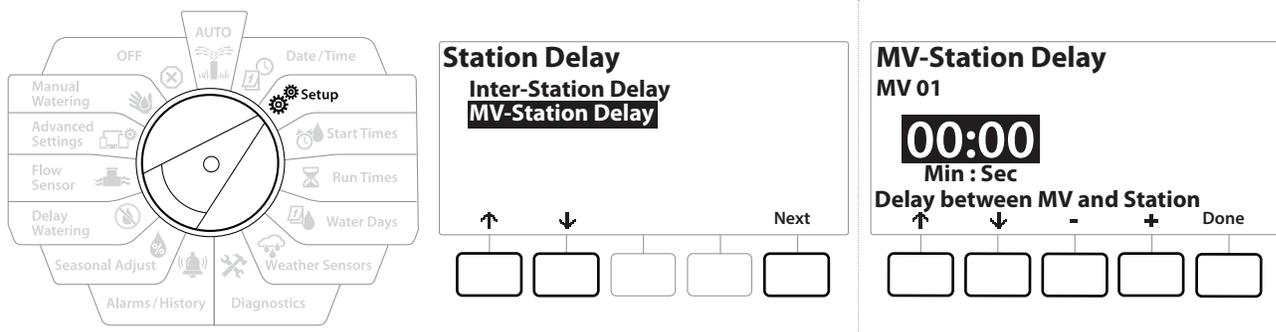 AUTO
OFF
Date/Time
Manual
Watering
Setup
Advanced
Settings
Start Times
Flow
Sensor
Run Times
Delay
Watering
Water Days
Seasonal Adjust
%
Weather Sensors
Alarms/History
Diagnostics
Station Delay
Inter-Station Delay
MV-Station Delay
Next
MV-Station Delay
MV 01
00:00
Min : Sec
Delay between MV and Station
- + Done